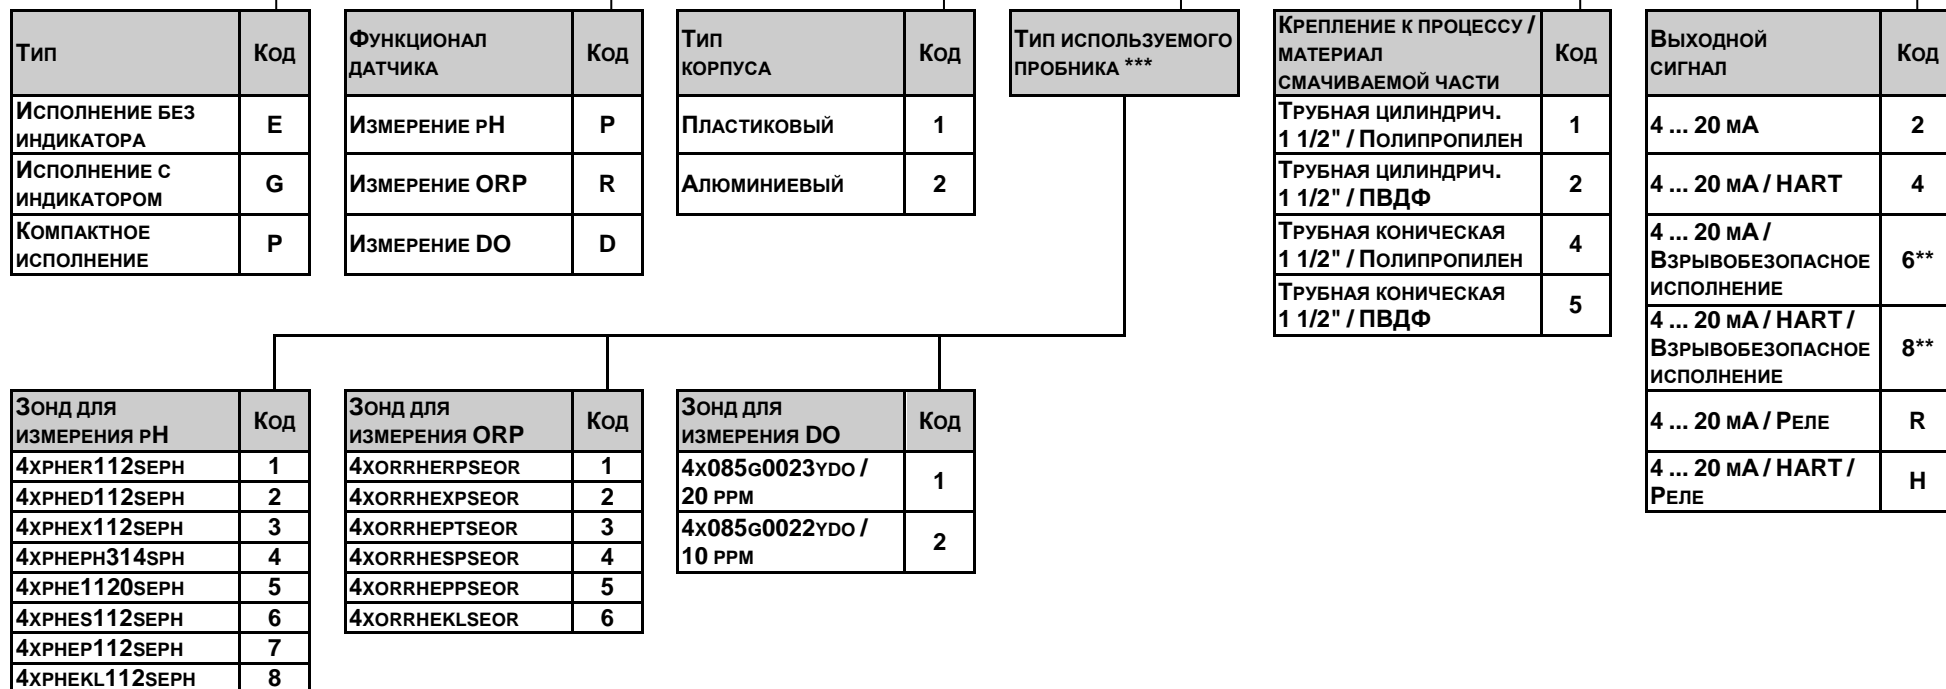 Тип Код
Исполнение без индикатора E
Исполнение с индикатором G
Компактное исполнение P
Функционал датчика Код
Измерение pH P
Измерение ORP R
Измерение DO D
Тип корпуса Код
Пластиковый 1
Алюминиевый 2
Тип используемого пробника ***
Крепление к процессу / материал смачиваемой части Код
Трубная цилиндрич. 1 1/2" / Полипропилен 1
Трубная цилиндрич. 1 1/2" / ПВДФ 2
Трубная коническая 1 1/2" / Полипропилен 4
Трубная коническая 1 1/2" / ПВДФ 5
Выходной сигнал Код
4 ... 20 мА 2
4 ... 20 мА / HART 4
4 ... 20 мА / Взрывобезопасное исполнение 6**
4 ... 20 мА / HART / Взрывобезопасное исполнение 8**
4 ... 20 мА / Реле R
4 ... 20 мА / HART / Реле H
Зонд для измерения pH Код
4xpher112seph 1
4xphed112seph 2
4xphex112seph 3
4xpheph314sph 4
4xphe1120seph 5
4xphes112seph 6
4xphep112seph 7
4xphekl112seph 8
Зонд для измерения ORP Код
4xorrherpseor 1
4xorrhexpseor 2
4xorrheptseor 3
4xorrhespseor 4
4xorrheppseor 5
4xorrheklseor 6
Зонд для измерения DO Код
4x085g0023ydo / 20 ppm 1
4x085g0022ydo / 10 ppm 2